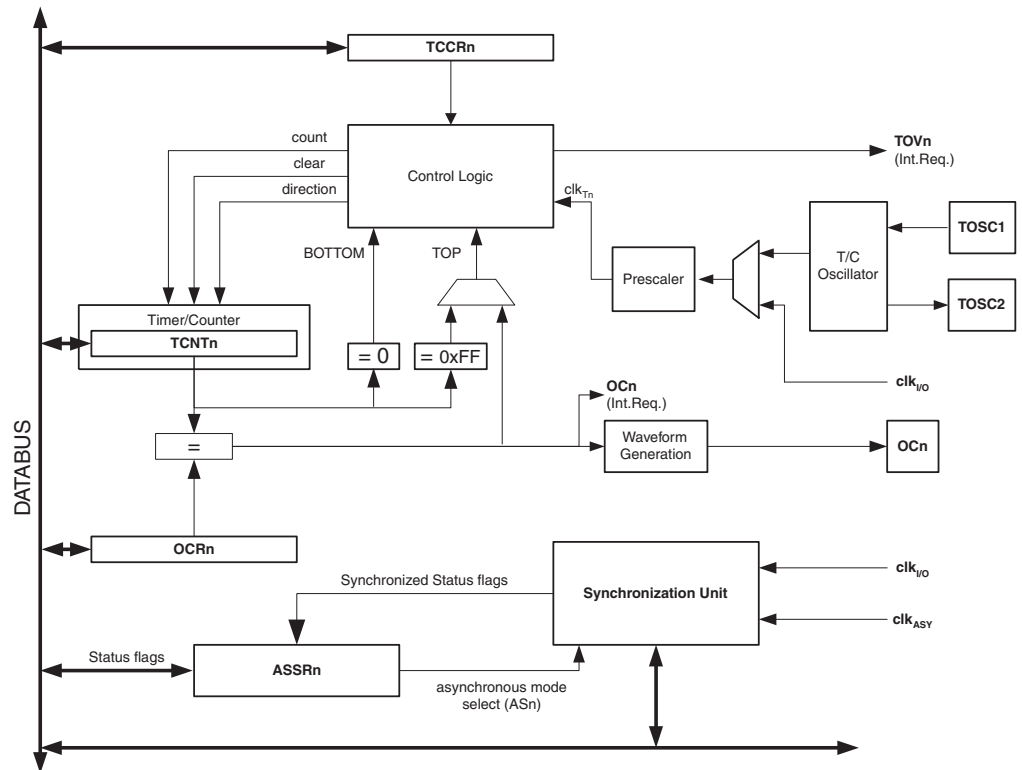 TCCRn
count
clear
direction
Control Logic
TOVn
(Int.Req.)
clkTn
BOTTOM
TOP
Prescaler
T/C
Oscillator
TOSC1
TOSC2
Timer/Counter
TCNTn
= 0
= 0xFF
clkI/O
OCn
(Int.Req.)
=
Waveform
Generation
OCn
DATABUS
OCRn
Synchronized Status flags
Synchronization Unit
clkI/O
clkASY
Status flags
ASSRn
asynchronous mode
select (ASn)